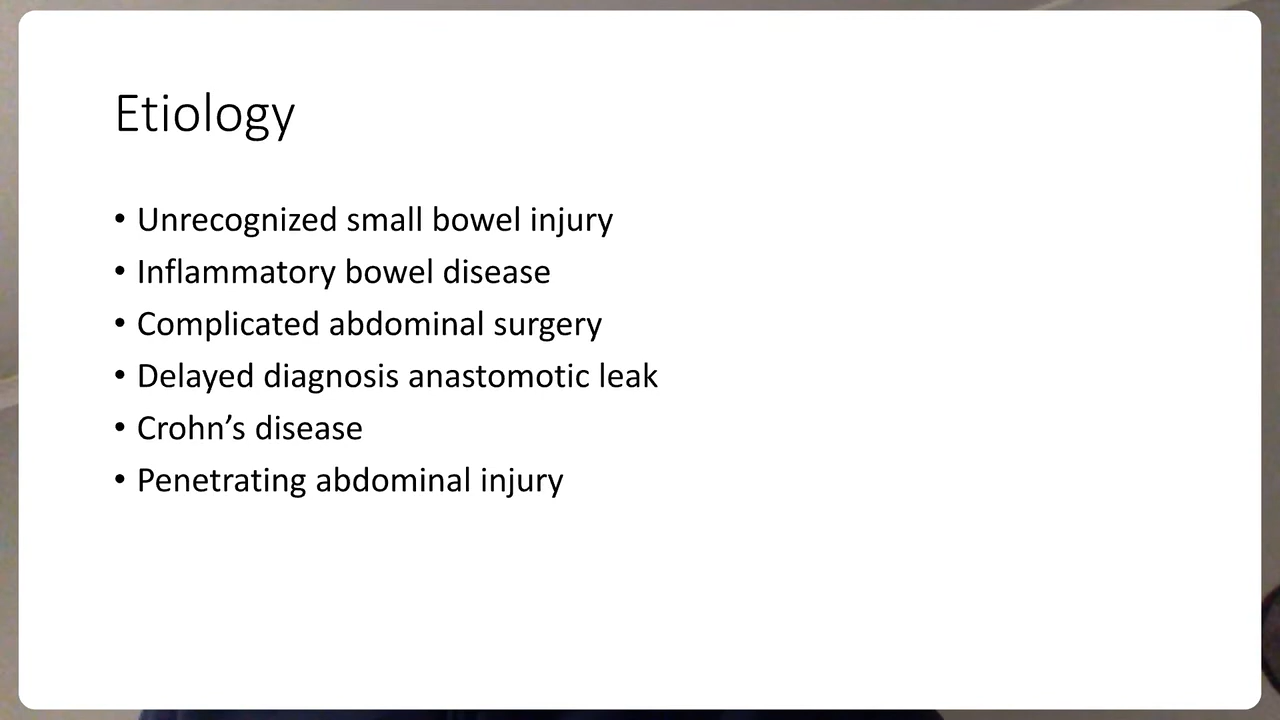 Etiology
• Unrecognized small bowel injury
• Inflammatory bowel disease
• Complicated abdominal surgery
• Delayed diagnosis anastomotic leak
• Crohn’s disease
• Penetrating abdominal injury